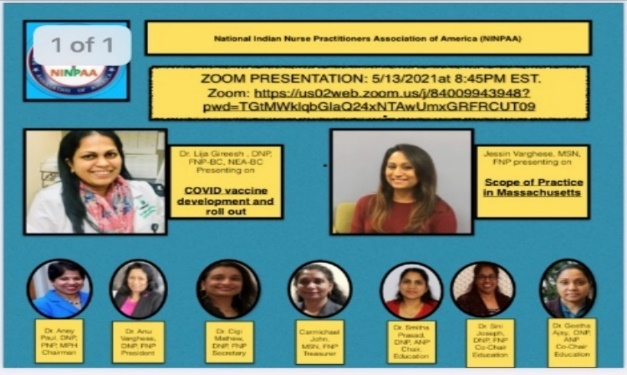 1 of 1
NINPAA
National Indian Nurse Practitioners Association of America (NINPAA)
ZOOM PRESENTATION: 5/13/2021at 8:45PM EST.
Zoom: https://us02web.zoom.us/j/84009943948?
pwd=TGtMWklqbGlaQ24xNTAwUmxGRFRCUT09
Dr. Lija Gireesh , DNP,
FNP-BC, NEA-BC
Presenting on
COVID vaccine
development and
roll out
Jessin Varghese, MSN,
FNP presenting on
Scope of Practice
in Massachusetts
Dr. Aney
Paul, DNP,
PNP, MPH
Chairman
Dr. Anu
Varghese,
DNP, FNP
President
Dr. Digi
Mathew,
DNP, FNP
Secretary
Carmichael
John,
MSN, FNP
Treasurer
Dr. Smitha
Prasad,
DNP, ANP
Chair,
Education
Dr. Sini
Joseph,
DNP, FNP
Co-Chair
Education
Dr. Geetha
Ajay, DNP,
ANP
Co-Chair
Education